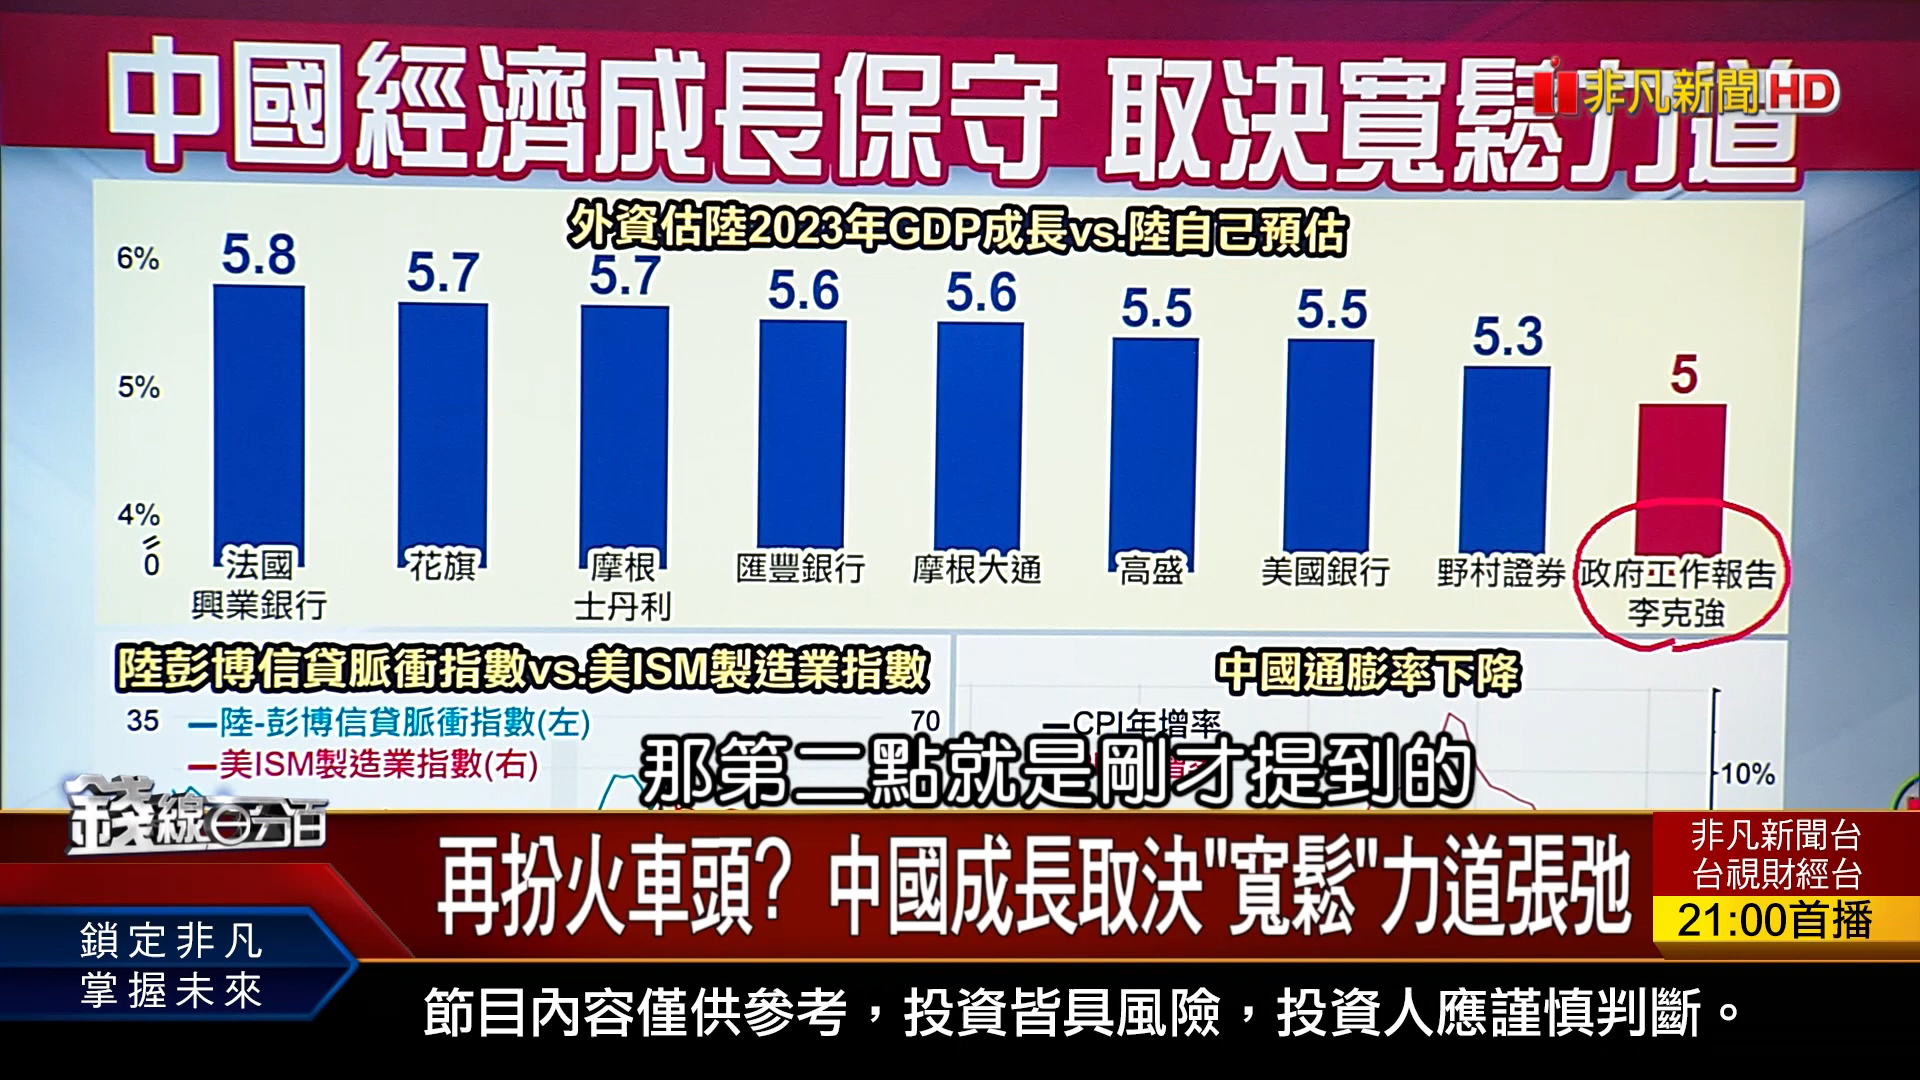 中國經濟成長保守 取決寬鬆力道
非凡新聞HD
外資估陸2023年GDP成長vs.陸自己預估
6%
5%
4%
0
5.8
5.7
5.7
5.6
5.6
5.5
5.5
5.3
5
法國
興業銀行
花旗
摩根
士丹利
匯豐銀行
摩根大通
高盛
美國銀行
野村證券
政府工作報告
李克強
陸彭博信貸脈衝指數vs.美ISM製造業指數
35
陸-彭博信貸脈衝指數(左)
70
美ISM製造業指數(右)
中國通膨率下降
CPI年增率
10%
那第二點就是剛才提到的
錢線百分百
再扮火車頭? 中國成長取決"寬鬆"力道張弛
非凡新聞台
台視財經台
21:00首播
鎖定非凡
掌握未來
節目內容僅供參考，投資皆具風險，投資人應謹慎判斷。